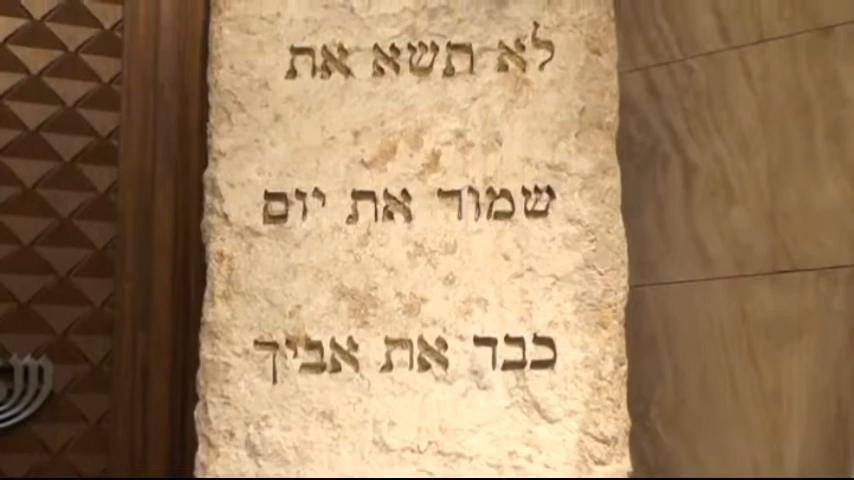 לא תשא את
שמור את יום
כבד את אביך